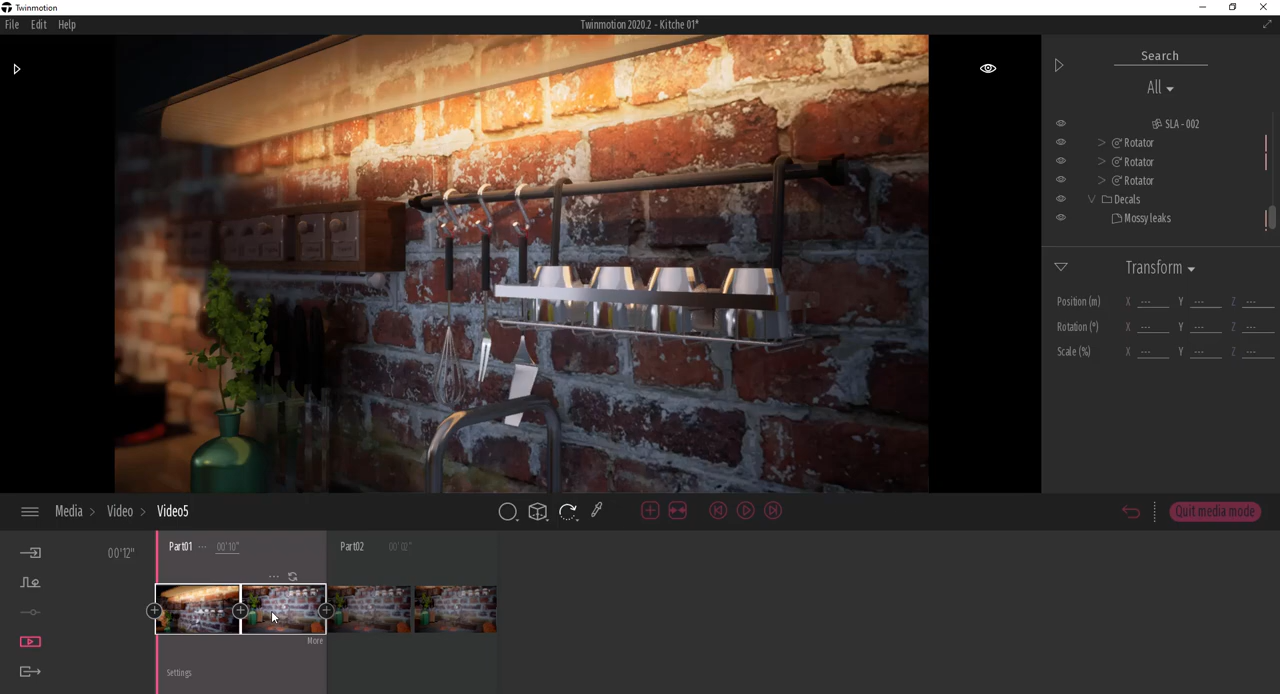 Twinmotion
File Edit Help
Twinmotion 2020.2 - Kitche 01*
Search
All
SLA - 002
Rotator
Rotator
Rotator
Decals
Mossy leaks
Transform
Position (m) X --- Y --- Z ---
Rotation (°) X --- Y --- Z ---
Scale (%) X --- Y --- Z ---
Media > Video > Video5
Quit media mode
00'12"
Part01 ... 00'10"
Part02 00'02"
More
Settings